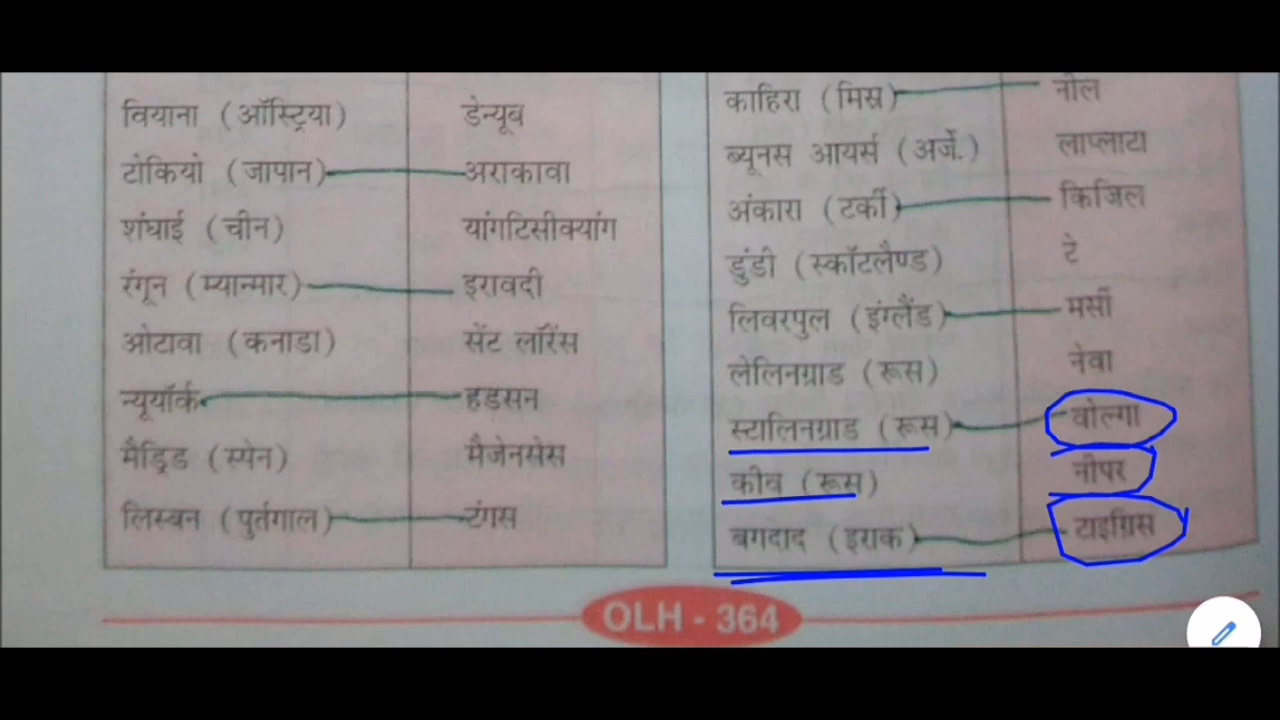 वियाना (ऑस्ट्रिया) डेन्यूब
टोकियो (जापान) अराकावा
शंघाई (चीन) यांगटिसीक्यांग
रंगून (म्यान्मार) इरावदी
ओटावा (कनाडा) सेंट लॉरेंस
न्यूयॉर्क हडसन
मैड्रिड (स्पेन) मैजेनसेस
लिस्बन (पुर्तगाल) टंगस
काहिरा (मिस्र) नील
ब्यूनस आयर्स (अर्जे.) लाप्लाटा
अंकारा (टर्की) किजिल
डुंडी (स्कॉटलैण्ड) टे
लिवरपुल (इंग्लैंड) मर्सी
लेलिनग्राड (रूस) नेवा
स्टालिनग्राड (रूस) वोल्गा
कीव (रूस) नीपर
बगदाद (इराक) टाइग्रिस
OLH - 364